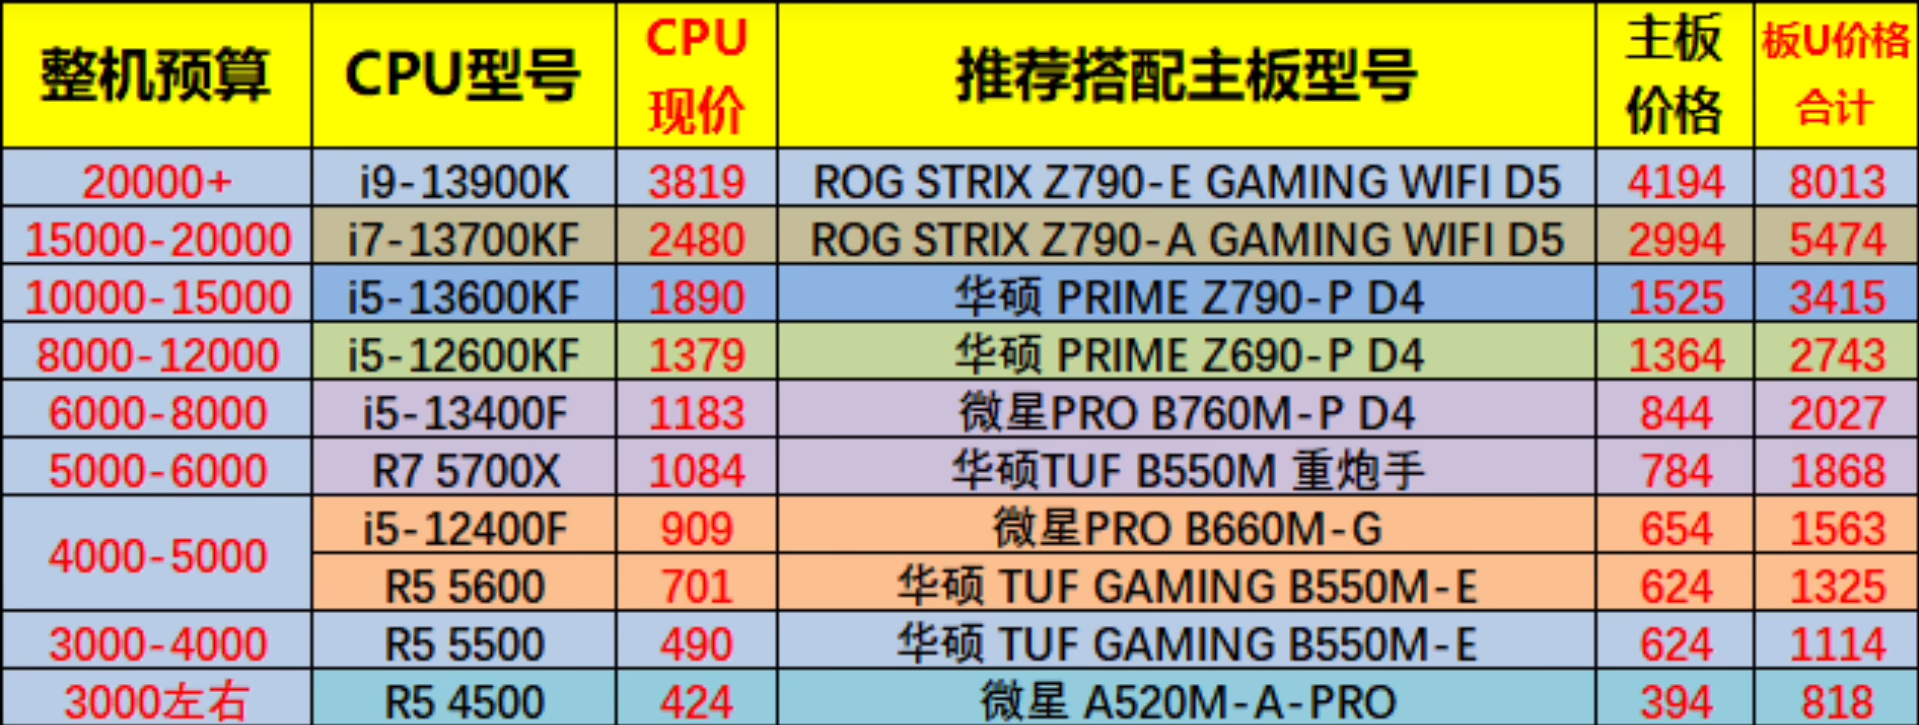 整机预算 CPU型号 CPU现价 推荐搭配主板型号 主板价格 板U价格合计
20000+ i9-13900K 3819 ROG STRIX Z790-E GAMING WIFI D5 4194 8013
15000-20000 i7-13700KF 2480 ROG STRIX Z790-A GAMING WIFI D5 2994 5474
10000-15000 i5-13600KF 1890 华硕 PRIME Z790-P D4 1525 3415
8000-12000 i5-12600KF 1379 华硕 PRIME Z690-P D4 1364 2743
6000-8000 i5-13400F 1183 微星PRO B760M-P D4 844 2027
5000-6000 R7 5700X 1084 华硕TUF B550M 重炮手 784 1868
4000-5000 i5-12400F 909 微星PRO B660M-G 654 1563
R5 5600 701 华硕 TUF GAMING B550M-E 624 1325
3000-4000 R5 5500 490 华硕 TUF GAMING B550M-E 624 1114
3000左右 R5 4500 424 微星 A520M-A-PRO 394 818